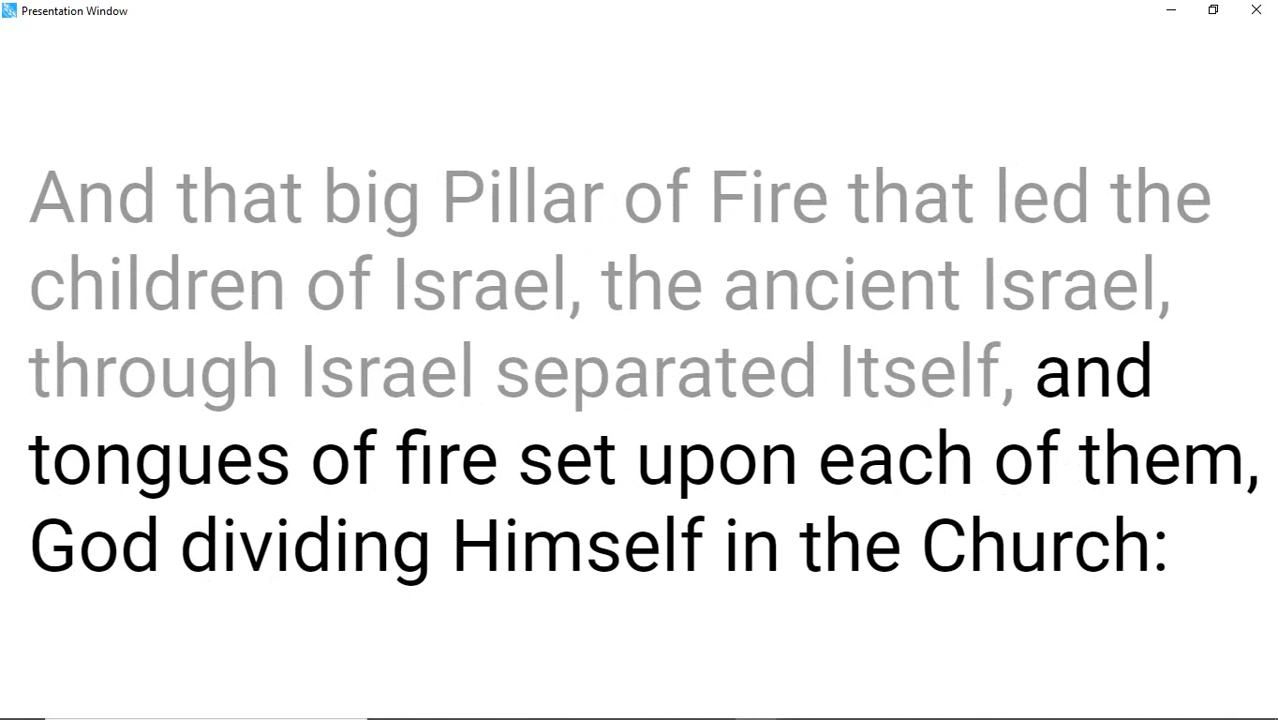 Presentation Window
And that big Pillar of Fire that led the
children of Israel, the ancient Israel,
through Israel separated Itself, and
tongues of fire set upon each of them,
God dividing Himself in the Church: